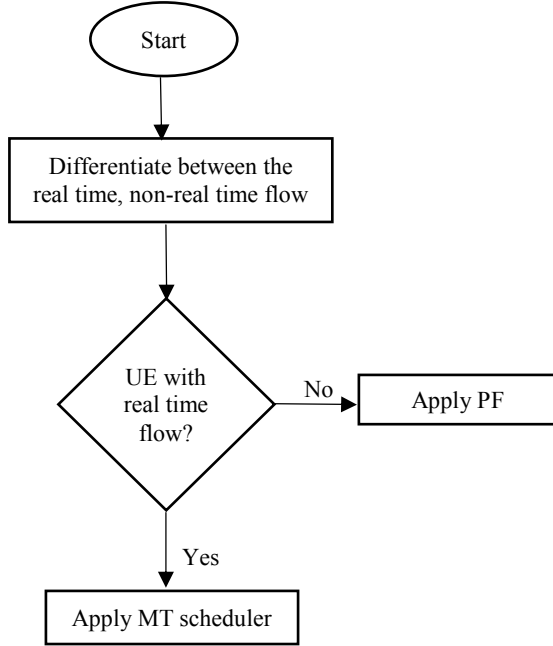 Start
Differentiate between the
real time, non-real time flow
UE with
real time
flow?
No
Apply PF
Yes
Apply MT scheduler